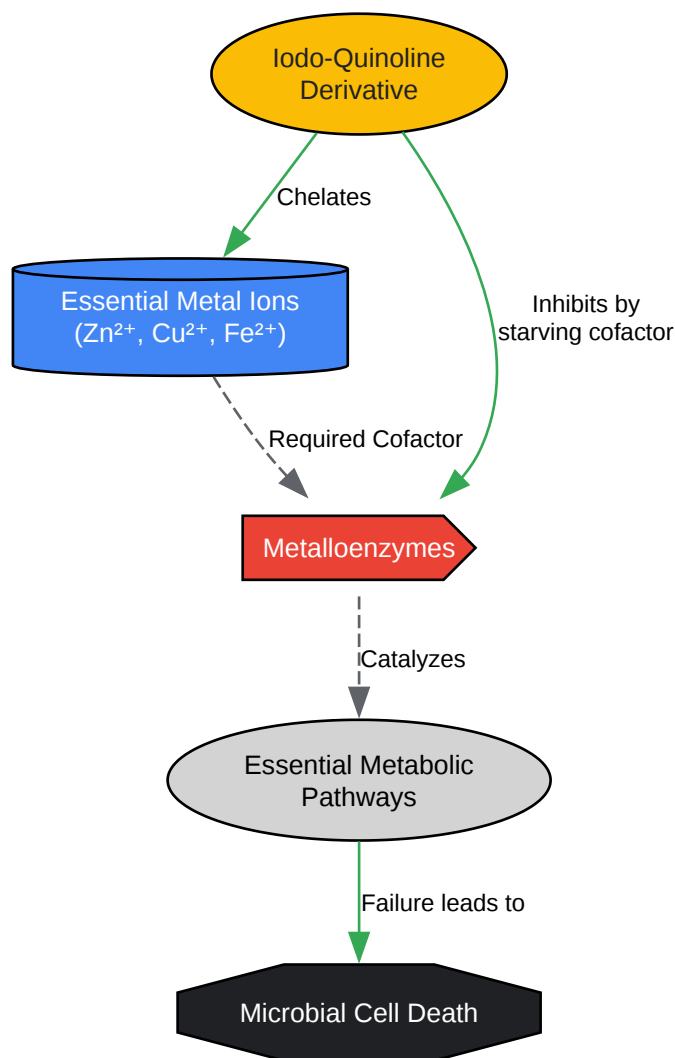 Iodo-Quinoline
Derivative
Chelates
Essential Metal Ions
(Zn²⁺, Cu²⁺, Fe²⁺)
Inhibits by
starving cofactor
Required Cofactor
Metalloenzymes
Catalyzes
Essential Metabolic
Pathways
Failure leads to
Microbial Cell Death